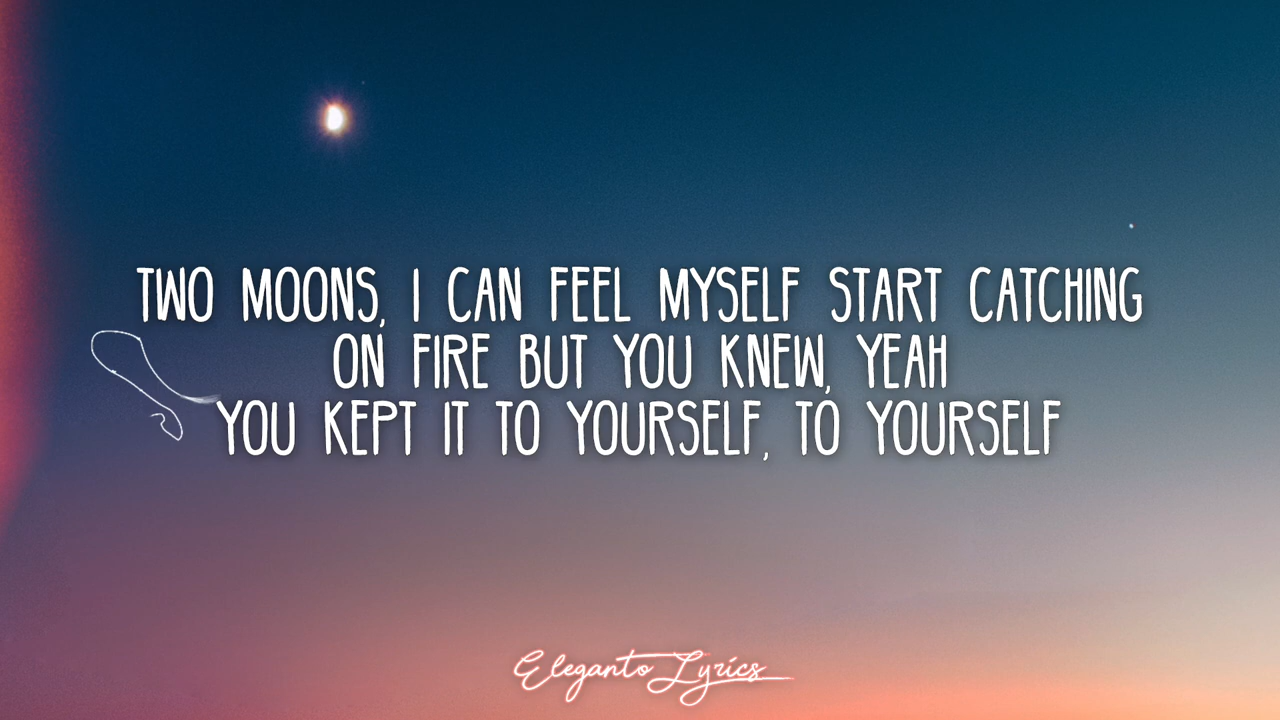 TWO MOONS, I CAN FEEL MYSELF START CATCHING
ON FIRE BUT YOU KNEW, YEAH
YOU KEPT IT TO YOURSELF, TO YOURSELF
Eleganto Lyrics